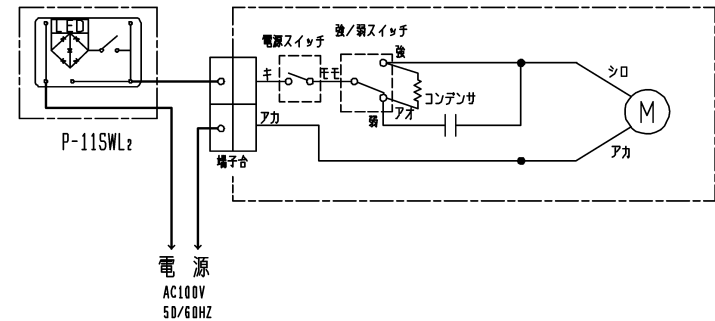 LED
P-11SWL2
端子台
電源スイッチ
キ
モモ
強/弱スイッチ
強
弱
アオ
コンデンサ
アカ
シロ
M
アカ
電源
AC100V
50/60HZ